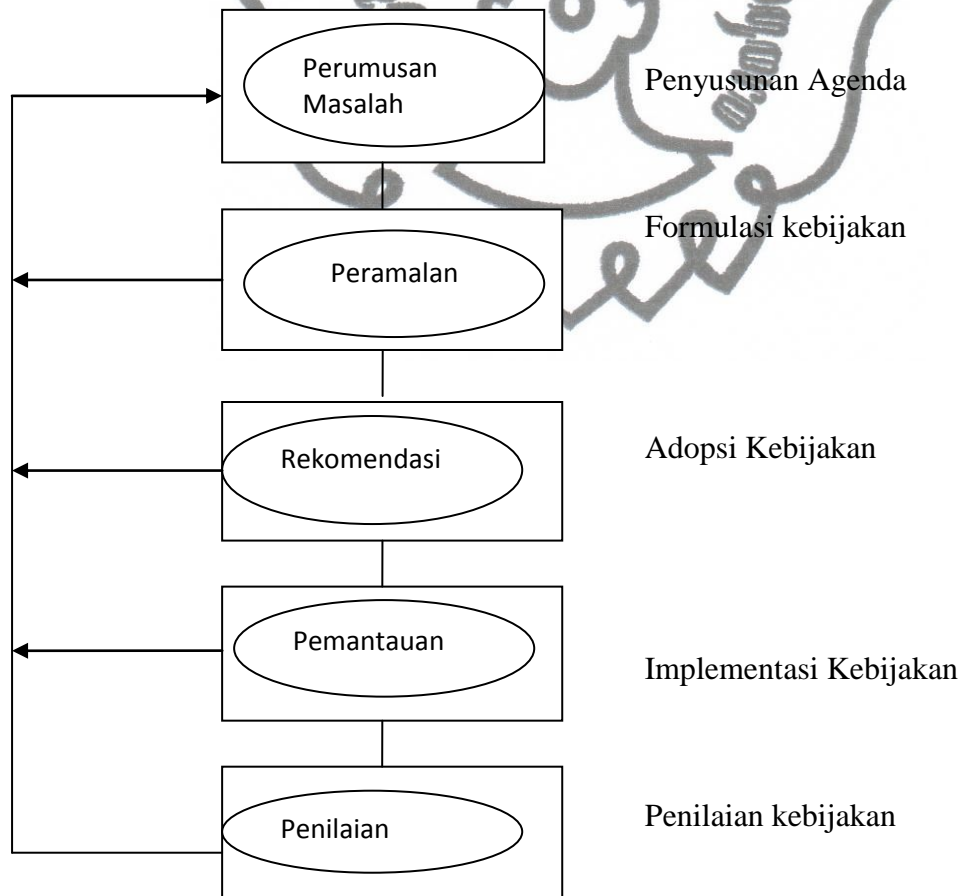 Perumusan
Masalah
Penyusunan Agenda
Peramalan
Formulasi kebijakan
Rekomendasi
Adopsi Kebijakan
Pemantauan
Implementasi Kebijakan
Penilaian
Penilaian kebijakan